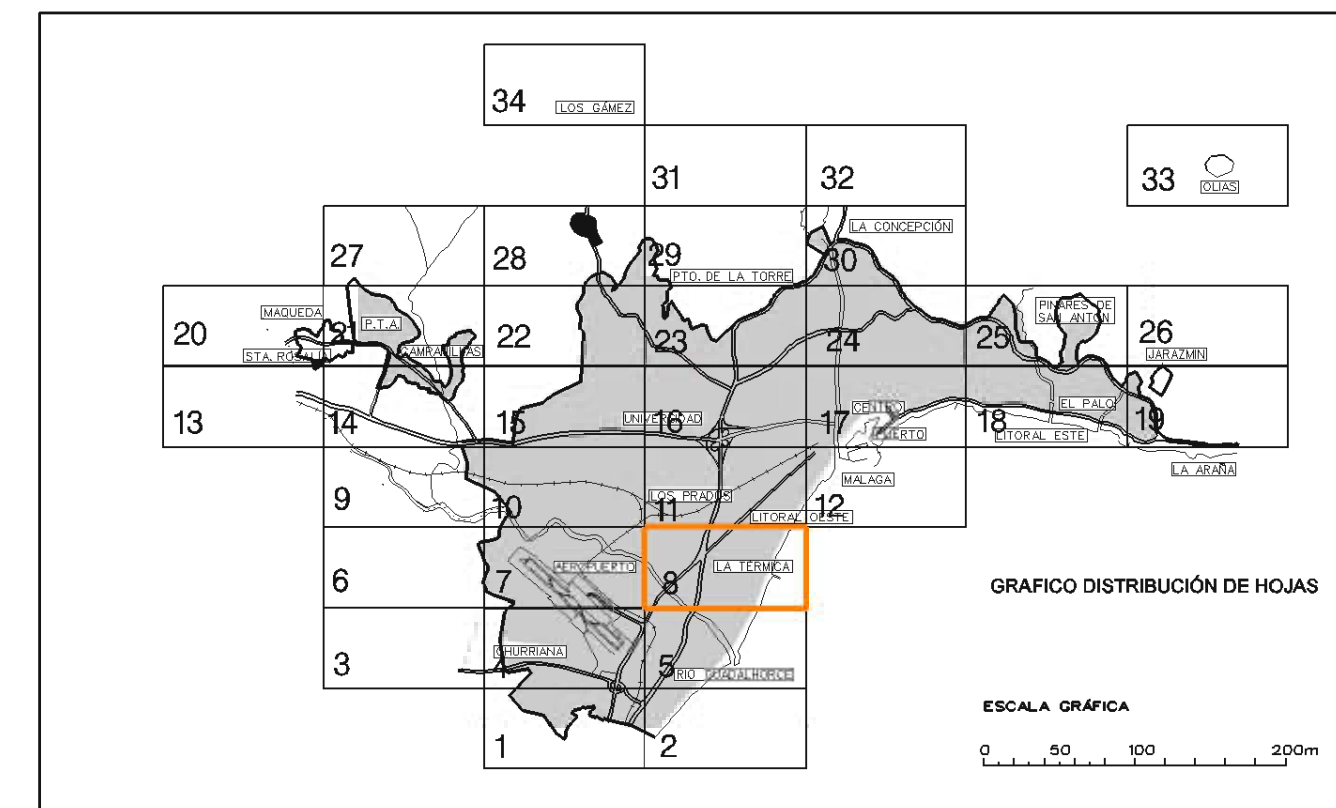 34 LOS GÁMEZ
31 32 33 OLIAS
LA CONCEPCIÓN
27 28 29 30
PTO. DE LA TORRE
MAQUEDA PINARES DE
SAN ANTON
P.T.A.
20 21 22 23 24 25 26
STA. ROSALIA CAMPANILLAS JARAZMIN
EL PALO
CENTRO
13 14 15 UNIVERSIDAD 16 17 18 19
PUERTO LITORAL ESTE
LA ARAÑA
MALAGA
9 10 LOS PRADOS
11 12
LITORAL OESTE
AEROPUERTO LA TÉRMICA
6 7 8
GRAFICO DISTRIBUCIÓN DE HOJAS
CHURRIANA
3 5 RIO GUADALHORCE
ESCALA GRÁFICA
1 2
0 50 100 200m